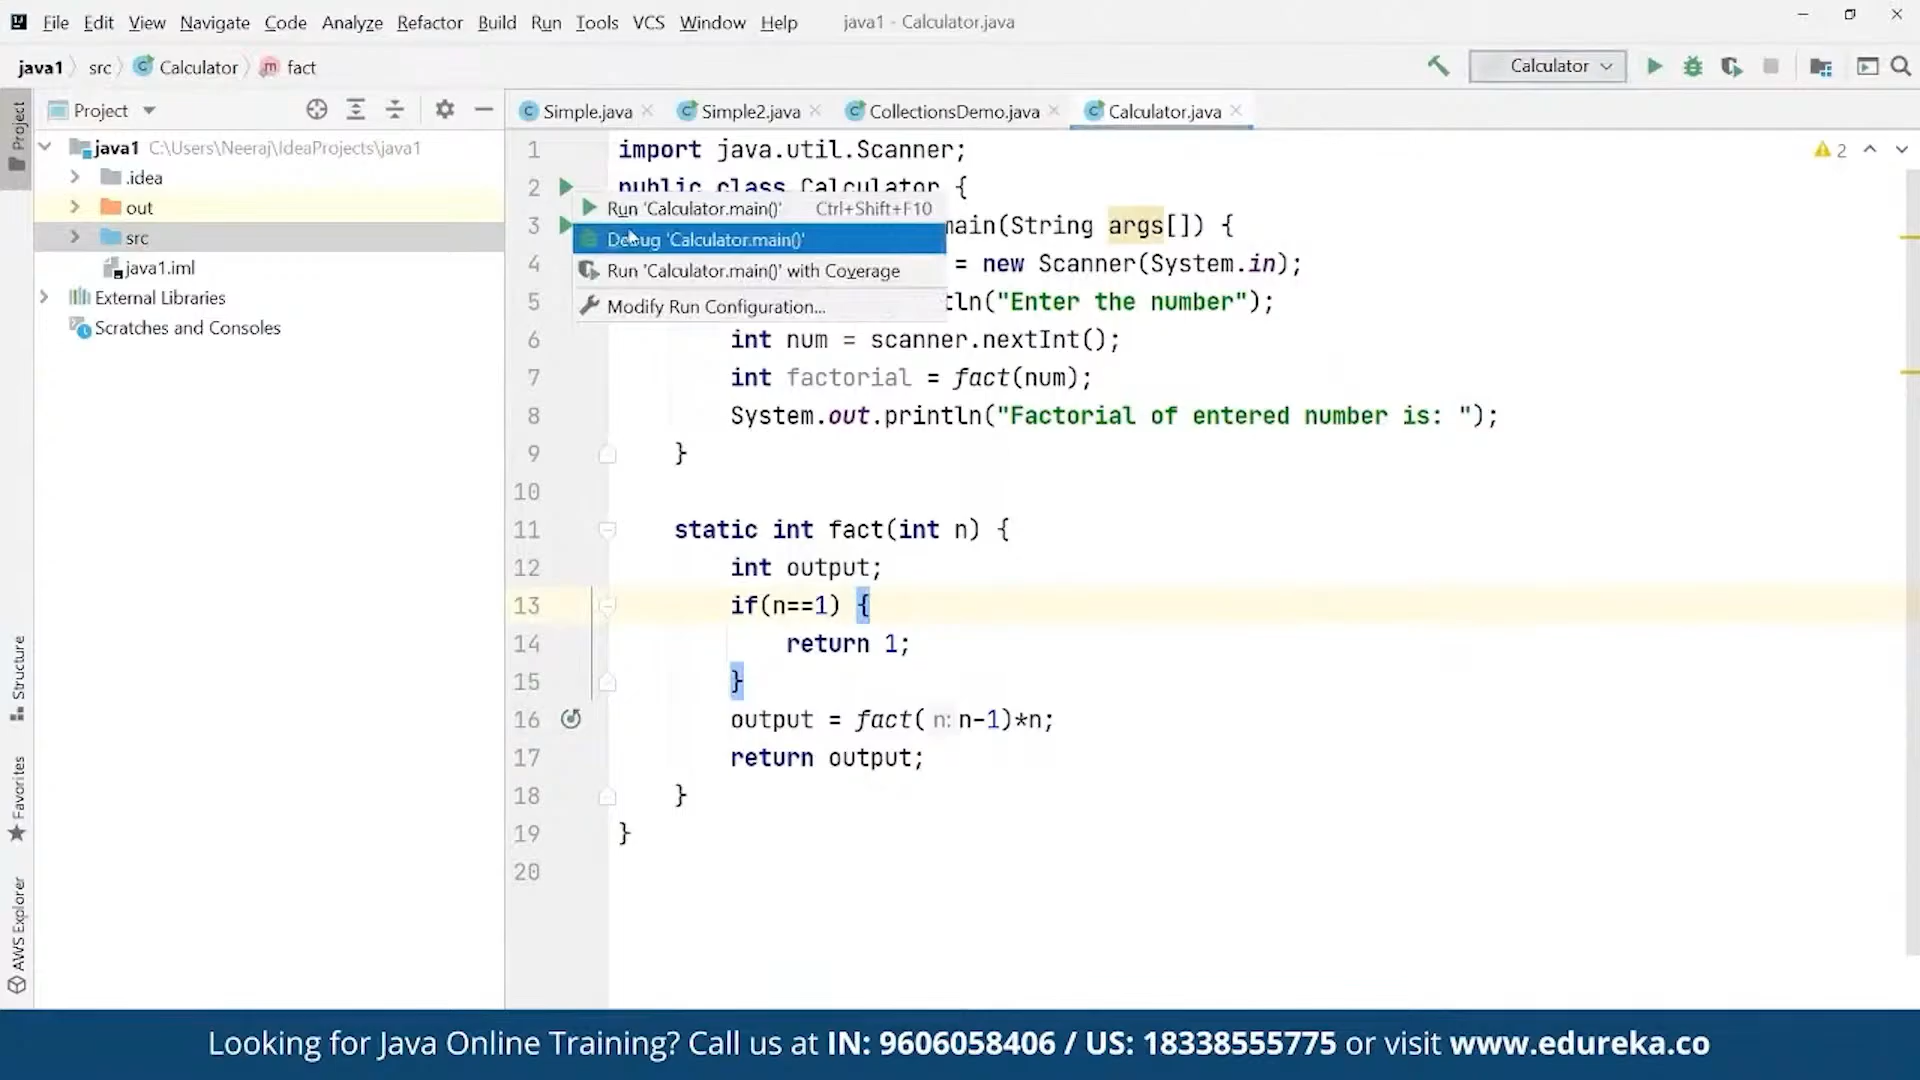 File Edit View Navigate Code Analyze Refactor Build Run Tools VCS Window Help java1 - Calculator.java
java1 src Calculator m fact Calculator
Project Simple.java Simple2.java CollectionsDemo.java Calculator.java
java1 C:\Users\Neeraj\IdeaProjects\java1
.idea
out
src
java1.iml
External Libraries
Scratches and Consoles
Project
Structure
Favorites
AWS Explorer
1 import java.util.Scanner;
2 public class Calculator {
3 main(String args[]) {
4 = new Scanner(System.in);
5 ln("Enter the number");
6 int num = scanner.nextInt();
7 int factorial = fact(num);
8 System.out.println("Factorial of entered number is: ");
9 }
10
11 static int fact(int n) {
12 int output;
13 if(n==1) {
14 return 1;
15 }
16 output = fact( n: n-1)*n;
17 return output;
18 }
19 }
20
2
Run 'Calculator.main()' Ctrl+Shift+F10
Debug 'Calculator.main()'
Run 'Calculator.main()' with Coverage
Modify Run Configuration...
Looking for Java Online Training? Call us at IN: 9606058406 / US: 18338555775 or visit www.edureka.co